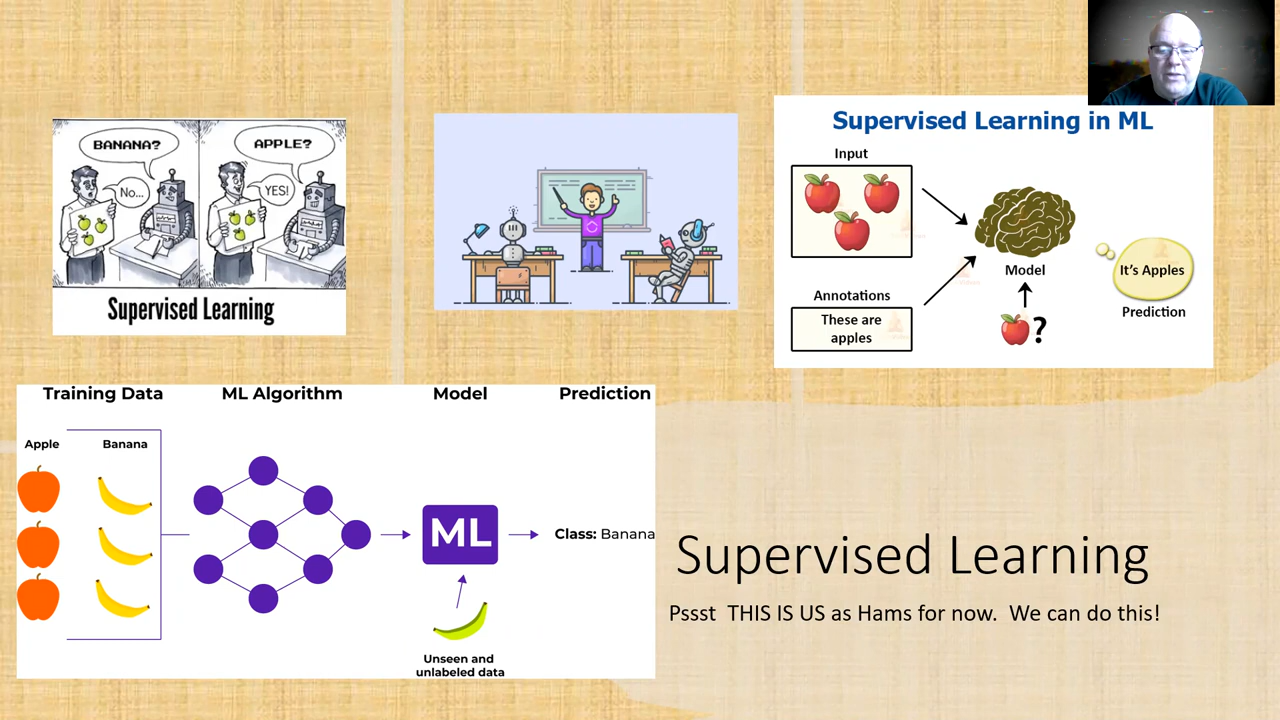 BANANA?
No...
APPLE?
YES!
Supervised Learning
Supervised Learning in ML
Input
Annotations
These are
apples
Model
?
It's Apples
Prediction
Training Data
ML Algorithm
Model
Prediction
Apple
Banana
ML
Class: Banana
Unseen and
unlabeled data
Supervised Learning
Pssst  THIS IS US as Hams for now.  We can do this!